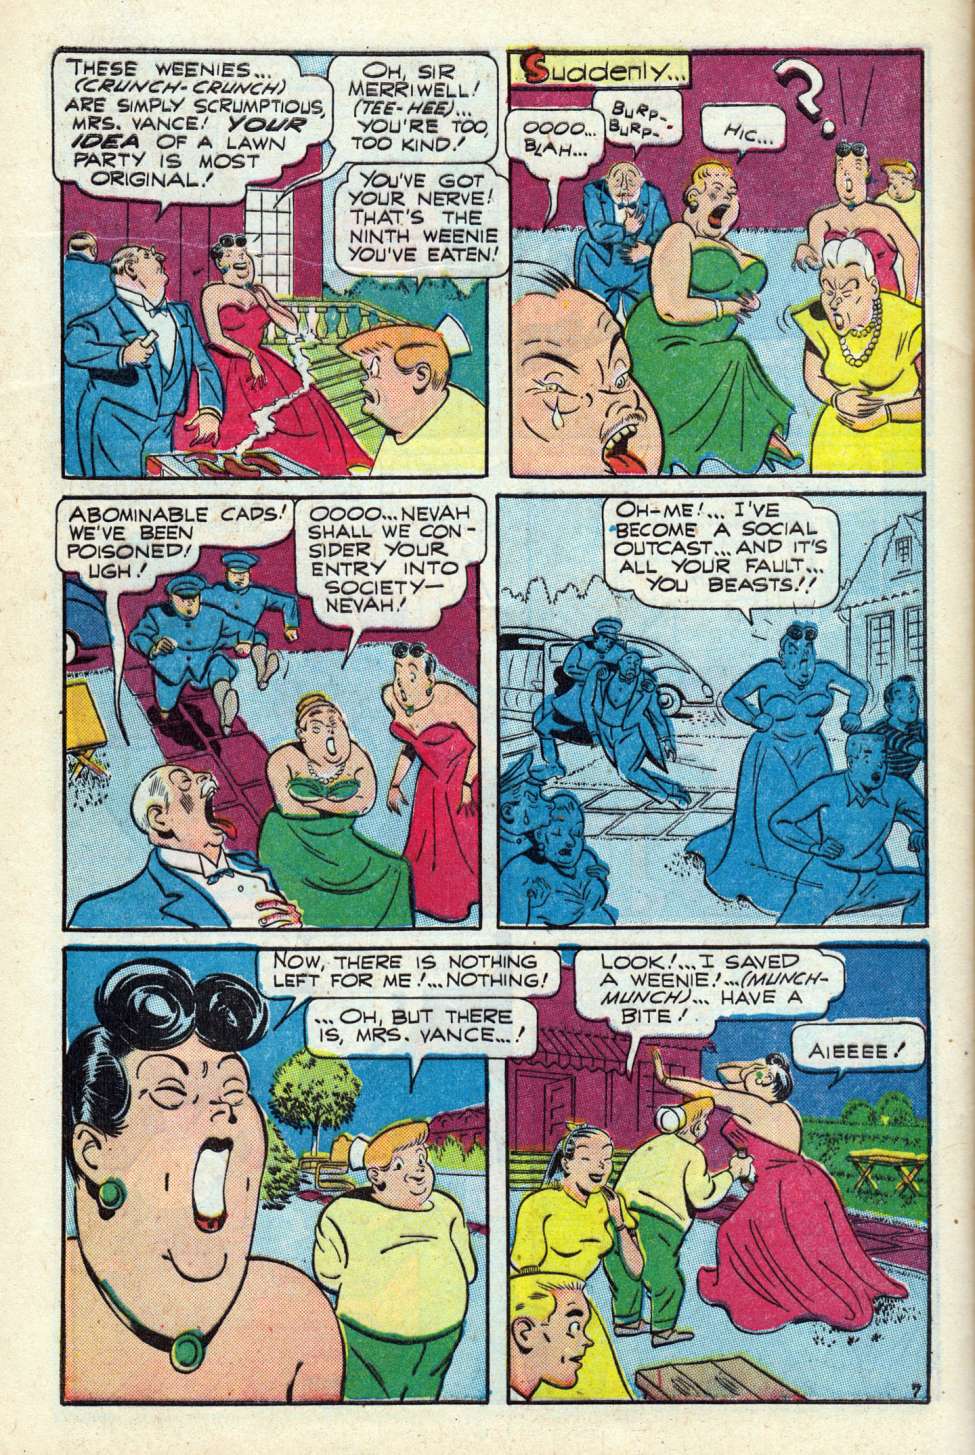 THESE WEENIES...
(CRUNCH-CRUNCH)
ARE SIMPLY SCRUMPTIOUS,
MRS. VANCE! YOUR
IDEA OF A LAWN
PARTY IS MOST
ORIGINAL!
OH, SIR
MERRIWELL!
(TEE-HEE)...
YOU'RE TOO,
TOO KIND!
YOU'VE GOT
YOUR NERVE!
THAT'S THE
NINTH WEENIE
YOU'VE EATEN!
SUDDENLY...
OOOO...
BLAH...
BURP-
BURP-
HIC...
?
ABOMINABLE CADS!
WE'VE BEEN
POISONED!
UGH!
OOOO...NEVAH
SHALL WE CON-
SIDER YOUR
ENTRY INTO
SOCIETY—
NEVAH!
OH-ME!...I'VE
BECOME A SOCIAL
OUTCAST...AND IT'S
ALL YOUR FAULT...
YOU BEASTS!!
NOW, THERE IS NOTHING
LEFT FOR ME!...NOTHING!
...OH, BUT THERE
IS, MRS. VANCE...!
LOOK!...I SAVED
A WEENIE!...(MUNCH-
MUNCH)... HAVE A
BITE!
AIEEEE!
7